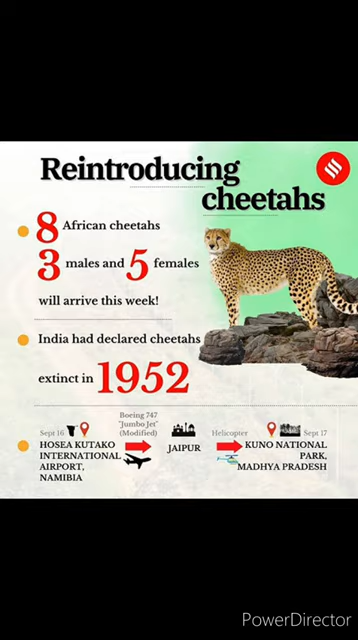 Reintroducing
cheetahs
8 African cheetahs
3 males and 5 females
will arrive this week!
India had declared cheetahs
extinct in 1952
Sept 16
HOSEA KUTAKO
INTERNATIONAL
AIRPORT,
NAMIBIA
Boeing 747
"Jumbo Jet"
(Modified)
JAIPUR
Helicopter
Sept 17
KUNO NATIONAL
PARK,
MADHYA PRADESH
PowerDirector